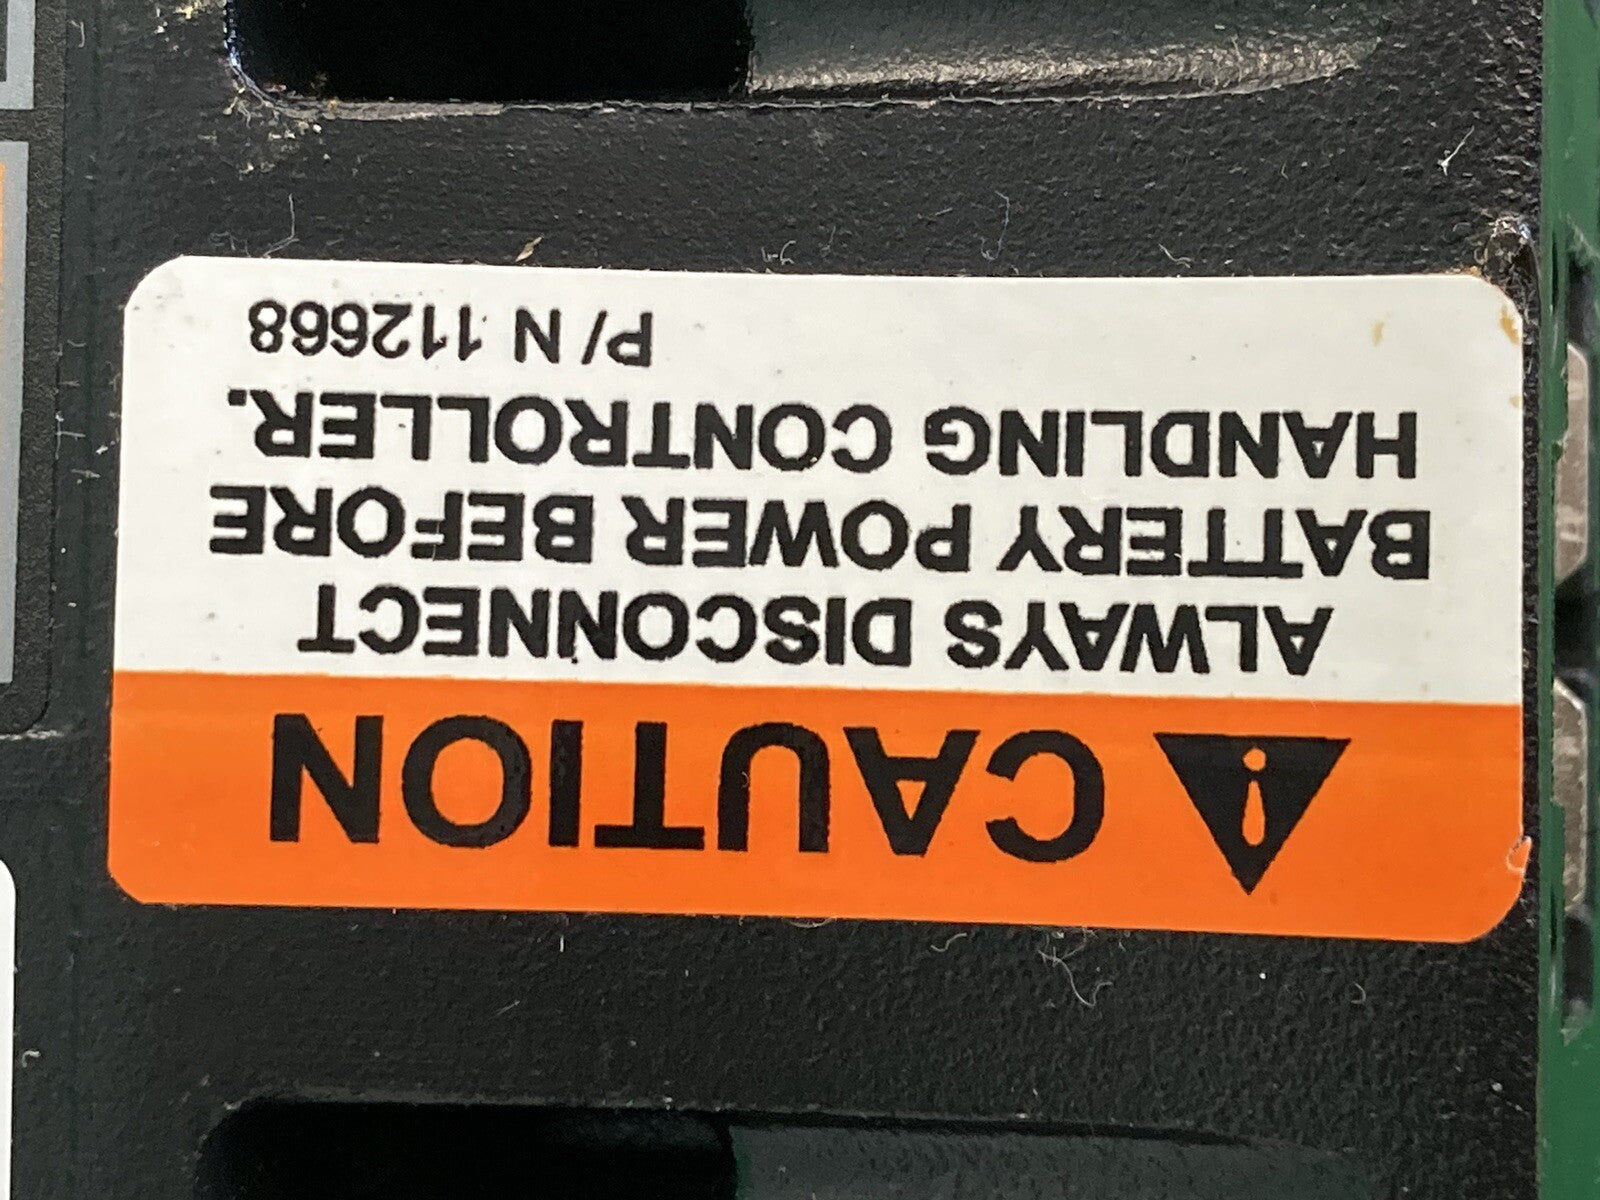 CAUTION
ALWAYS DISCONNECT
BATTERY POWER BEFORE
HANDLING CONTROLLER.
P/N 112668